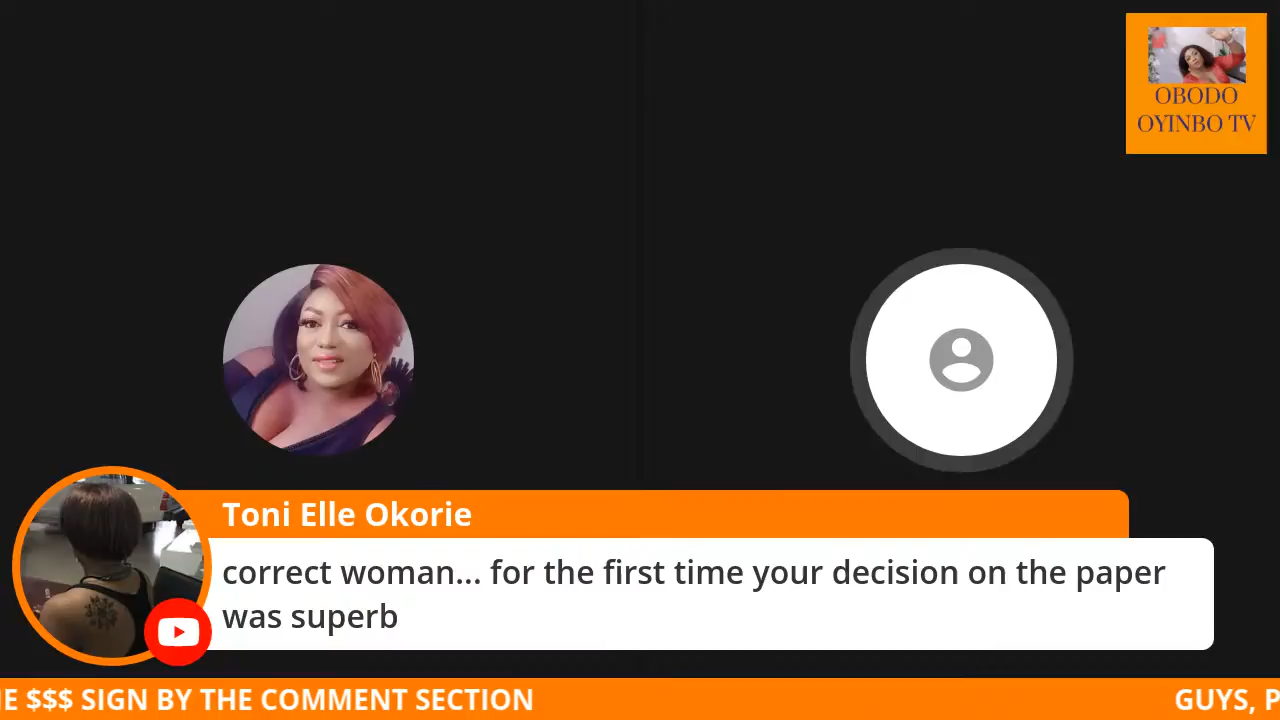 OBODO
OYINBO TV
Toni Elle Okorie
correct woman... for the first time your decision on the paper
was superb
E $$$ SIGN BY THE COMMENT SECTION
GUYS, P